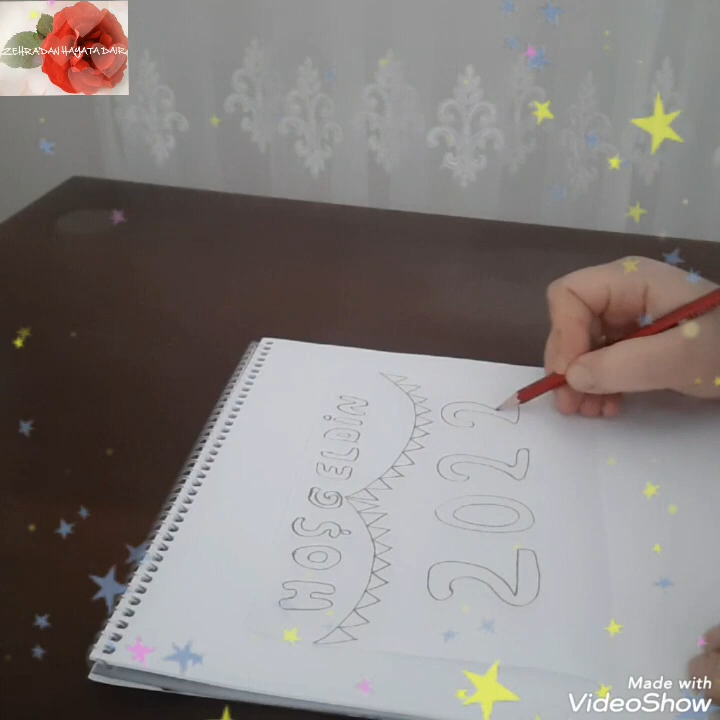 ZEHRA'DAN HAYATA DAİR
HOŞGELDİN
2022
Made with
VideoShow